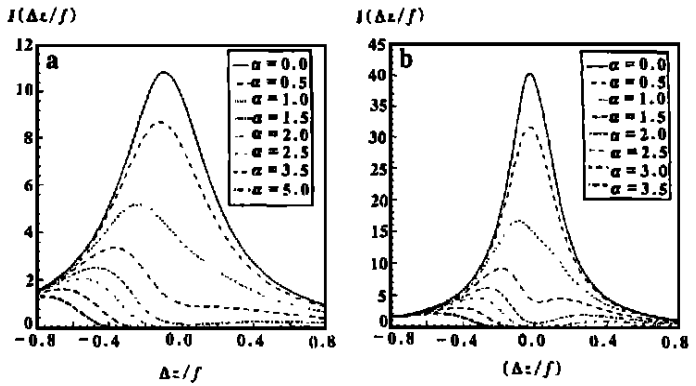 I(Δz/f)
12
10
8
6
4
2
0
a
α = 0.0
α = 0.5
α = 1.0
α = 1.5
α = 2.0
α = 2.5
α = 3.5
α = 5.0
-0.8 -0.4 0.0 0.4 0.8
Δz/f
I(Δz/f)
45
40
35
30
25
20
15
10
5
0
b
α = 0.0
α = 0.5
α = 1.0
α = 1.5
α = 2.0
α = 2.5
α = 3.0
α = 3.5
-0.8 -0.4 0.0 0.4 0.8
(Δz/f)